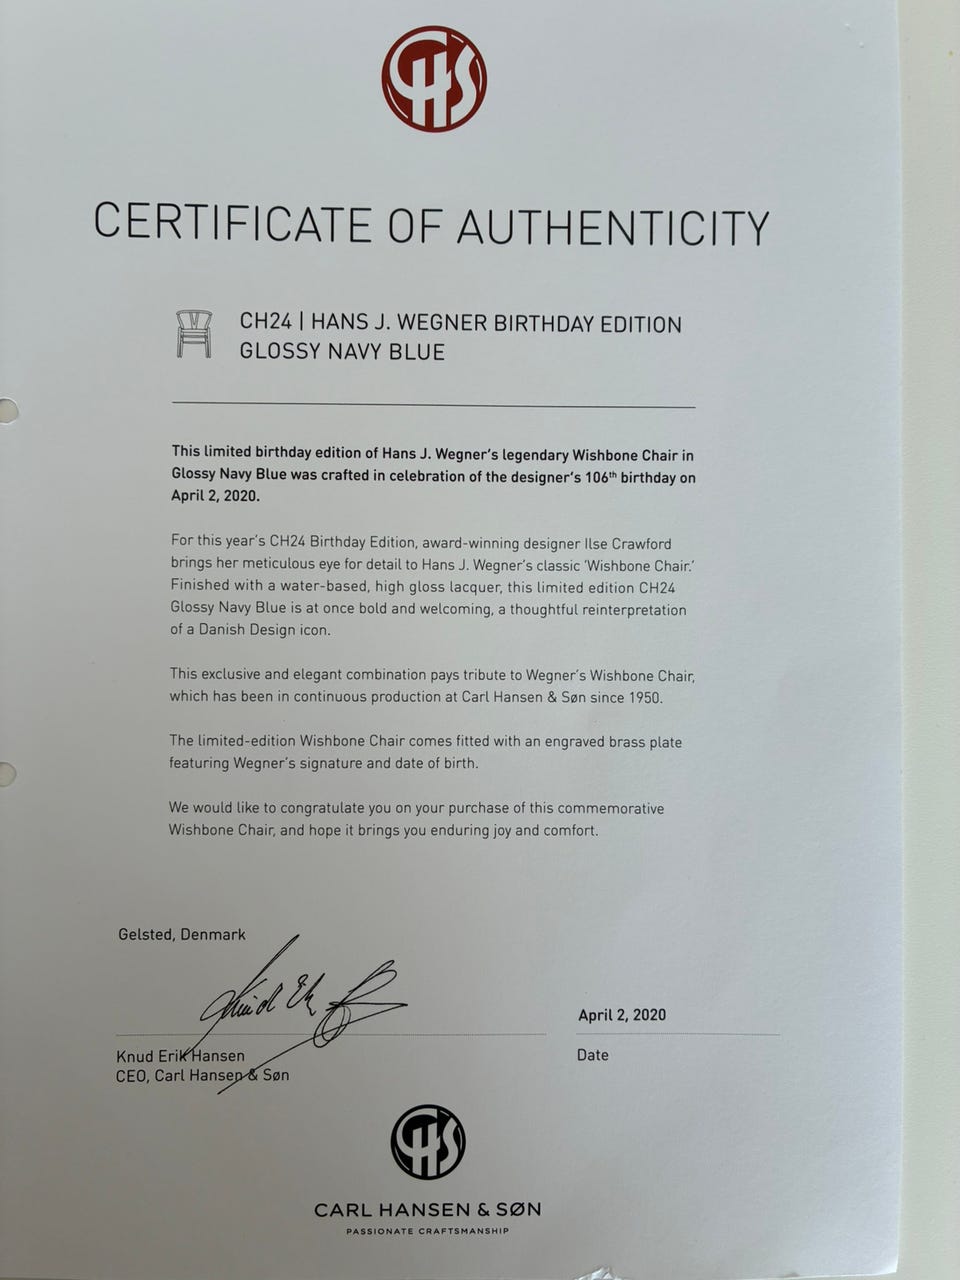 CHS
CERTIFICATE OF AUTHENTICITY
CH24 | HANS J. WEGNER BIRTHDAY EDITION
GLOSSY NAVY BLUE
This limited birthday edition of Hans J. Wegner's legendary Wishbone Chair in
Glossy Navy Blue was crafted in celebration of the designer's 106th birthday on
April 2, 2020.
For this year's CH24 Birthday Edition, award-winning designer Ilse Crawford
brings her meticulous eye for detail to Hans J. Wegner's classic 'Wishbone Chair.'
Finished with a water-based, high gloss lacquer, this limited edition CH24
Glossy Navy Blue is at once bold and welcoming, a thoughtful reinterpretation
of a Danish Design icon.
This exclusive and elegant combination pays tribute to Wegner's Wishbone Chair,
which has been in continuous production at Carl Hansen & Søn since 1950.
The limited-edition Wishbone Chair comes fitted with an engraved brass plate
featuring Wegner's signature and date of birth.
We would like to congratulate you on your purchase of this commemorative
Wishbone Chair, and hope it brings you enduring joy and comfort.
Gelsted, Denmark
April 2, 2020
Knud Erik Hansen
CEO, Carl Hansen & Søn
Date
CHS
CARL HANSEN & SØN
PASSIONATE CRAFTSMANSHIP